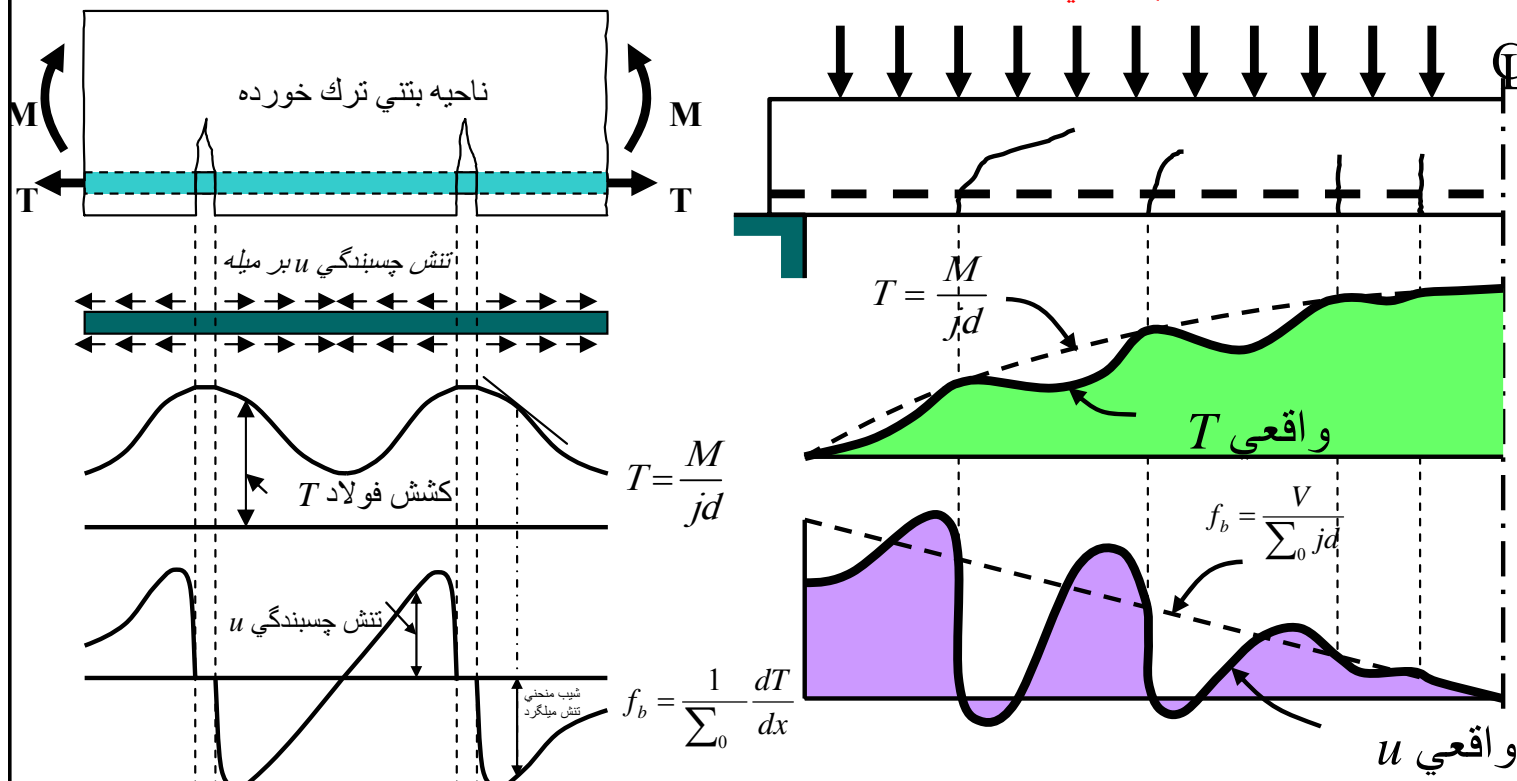 ناحيه بتني ترك خورده
M
M
T
T
تنش چسبندگي u بر ميله
T = M / jd
كشش فولاد T
تنش چسبندگي u
شيب منحني
تنش ميلگرد
f_b = 1 / ∑₀ dT / dx
CL
T = M / jd
واقعي T
f_b = V / ∑₀ jd
واقعي u